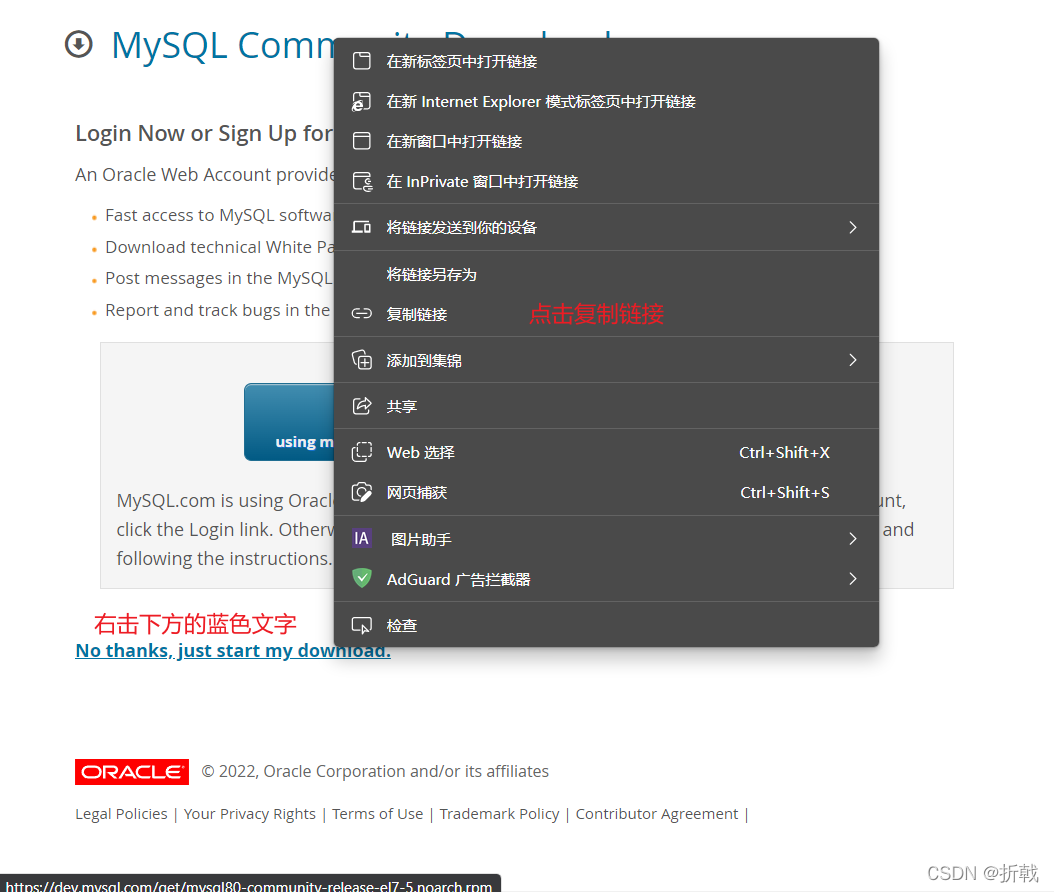 MySQL Comm
Login Now or Sign Up for
An Oracle Web Account provide
Fast access to MySQL softwa
Download technical White Pa
Post messages in the MySQL
Report and track bugs in the
using m
MySQL.com is using Oracl
click the Login link. Otherw
following the instructions.
unt,
and
在新标签页中打开链接
在新 Internet Explorer 模式标签页中打开链接
在新窗口中打开链接
在 InPrivate 窗口中打开链接
将链接发送到你的设备
将链接另存为
复制链接
点击复制链接
添加到集锦
共享
Web 选择 Ctrl+Shift+X
网页捕获 Ctrl+Shift+S
IA 图片助手
AdGuard 广告拦截器
检查
右击下方的蓝色文字
No thanks, just start my download.
ORACLE © 2022, Oracle Corporation and/or its affiliates
Legal Policies | Your Privacy Rights | Terms of Use | Trademark Policy | Contributor Agreement |
https://dev.mysql.com/get/mysql80-community-release-el7-5.noarch.rpm
CSDN @折戟